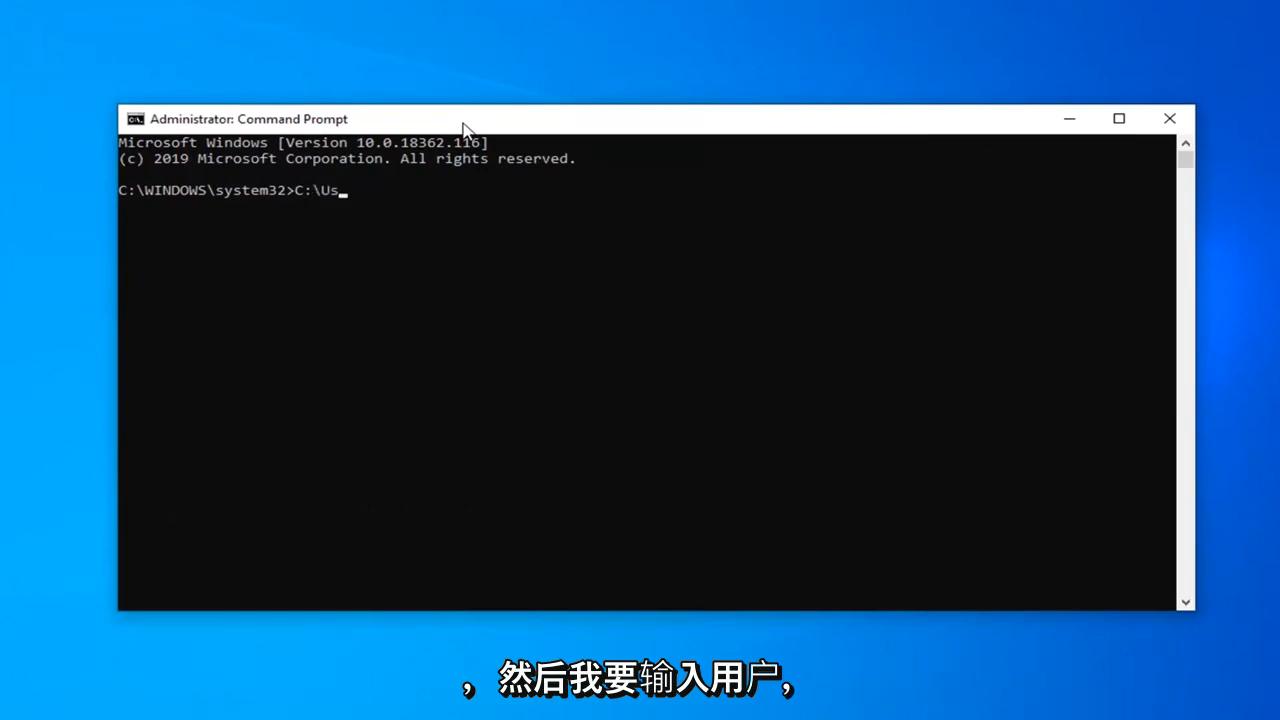 Administrator: Command Prompt
Microsoft Windows [Version 10.0.18362.116]
(c) 2019 Microsoft Corporation. All rights reserved.
C:\WINDOWS\system32>C:\Us
，然后我要输入用户，